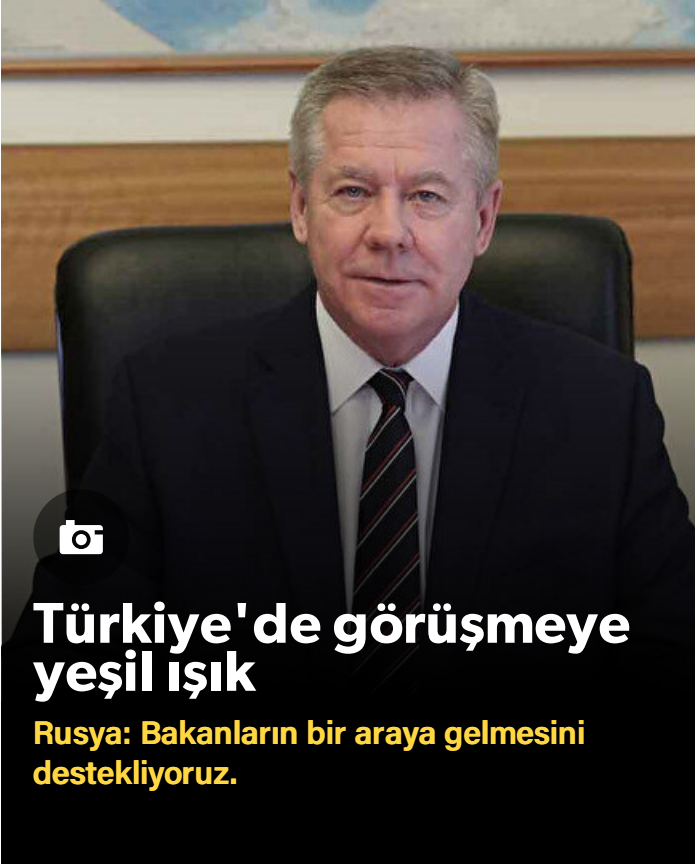 Türkiye'de görüşmeye
yeşil ışık
Rusya: Bakanların bir araya gelmesini
destekliyoruz.